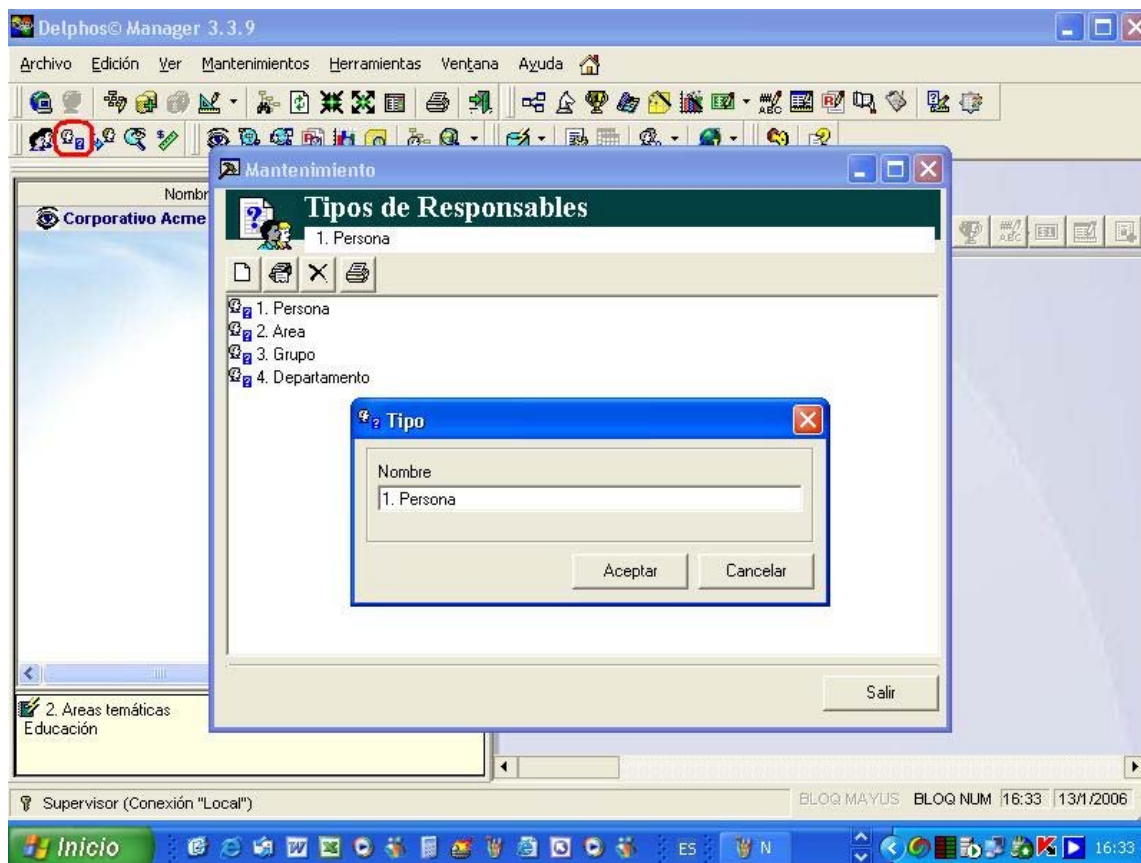 Delphos© Manager 3.3.9
Archivo Edición Ver Mantenimientos Herramientas Ventana Ayuda
Mantenimiento
Nombr
Corporativo Acme
Tipos de Responsables
1. Persona
1. Persona
2. Area
3. Grupo
4. Departamento
Tipo
Nombre
1. Persona
Aceptar Cancelar
Salir
2. Areas temáticas
Educación
Supervisor (Conexión "Local") BLOQ MAYUS BLOQ NUM 16:33 13/1/2006
Inicio ES N 16:33